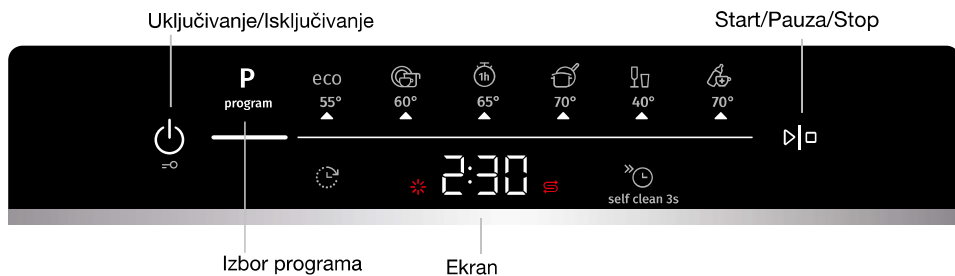 Uključivanje/Isključivanje
Start/Pauza/Stop
P
program
eco
1h
55°
60°
65°
70°
40°
70°
2:30
self clean 3s
Izbor programa
Ekran